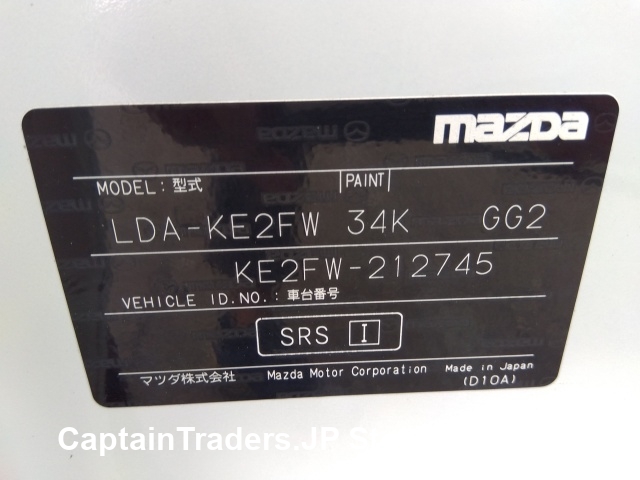 mazda
MODEL: 型式 PAINT
LDA-KE2FW 34K GG2
KE2FW-212745
VEHICLE ID.NO.: 車台番号
SRS I
マツダ株式会社 Mazda Motor Corporation Made in Japan
(D10A)
CaptainTraders.JP